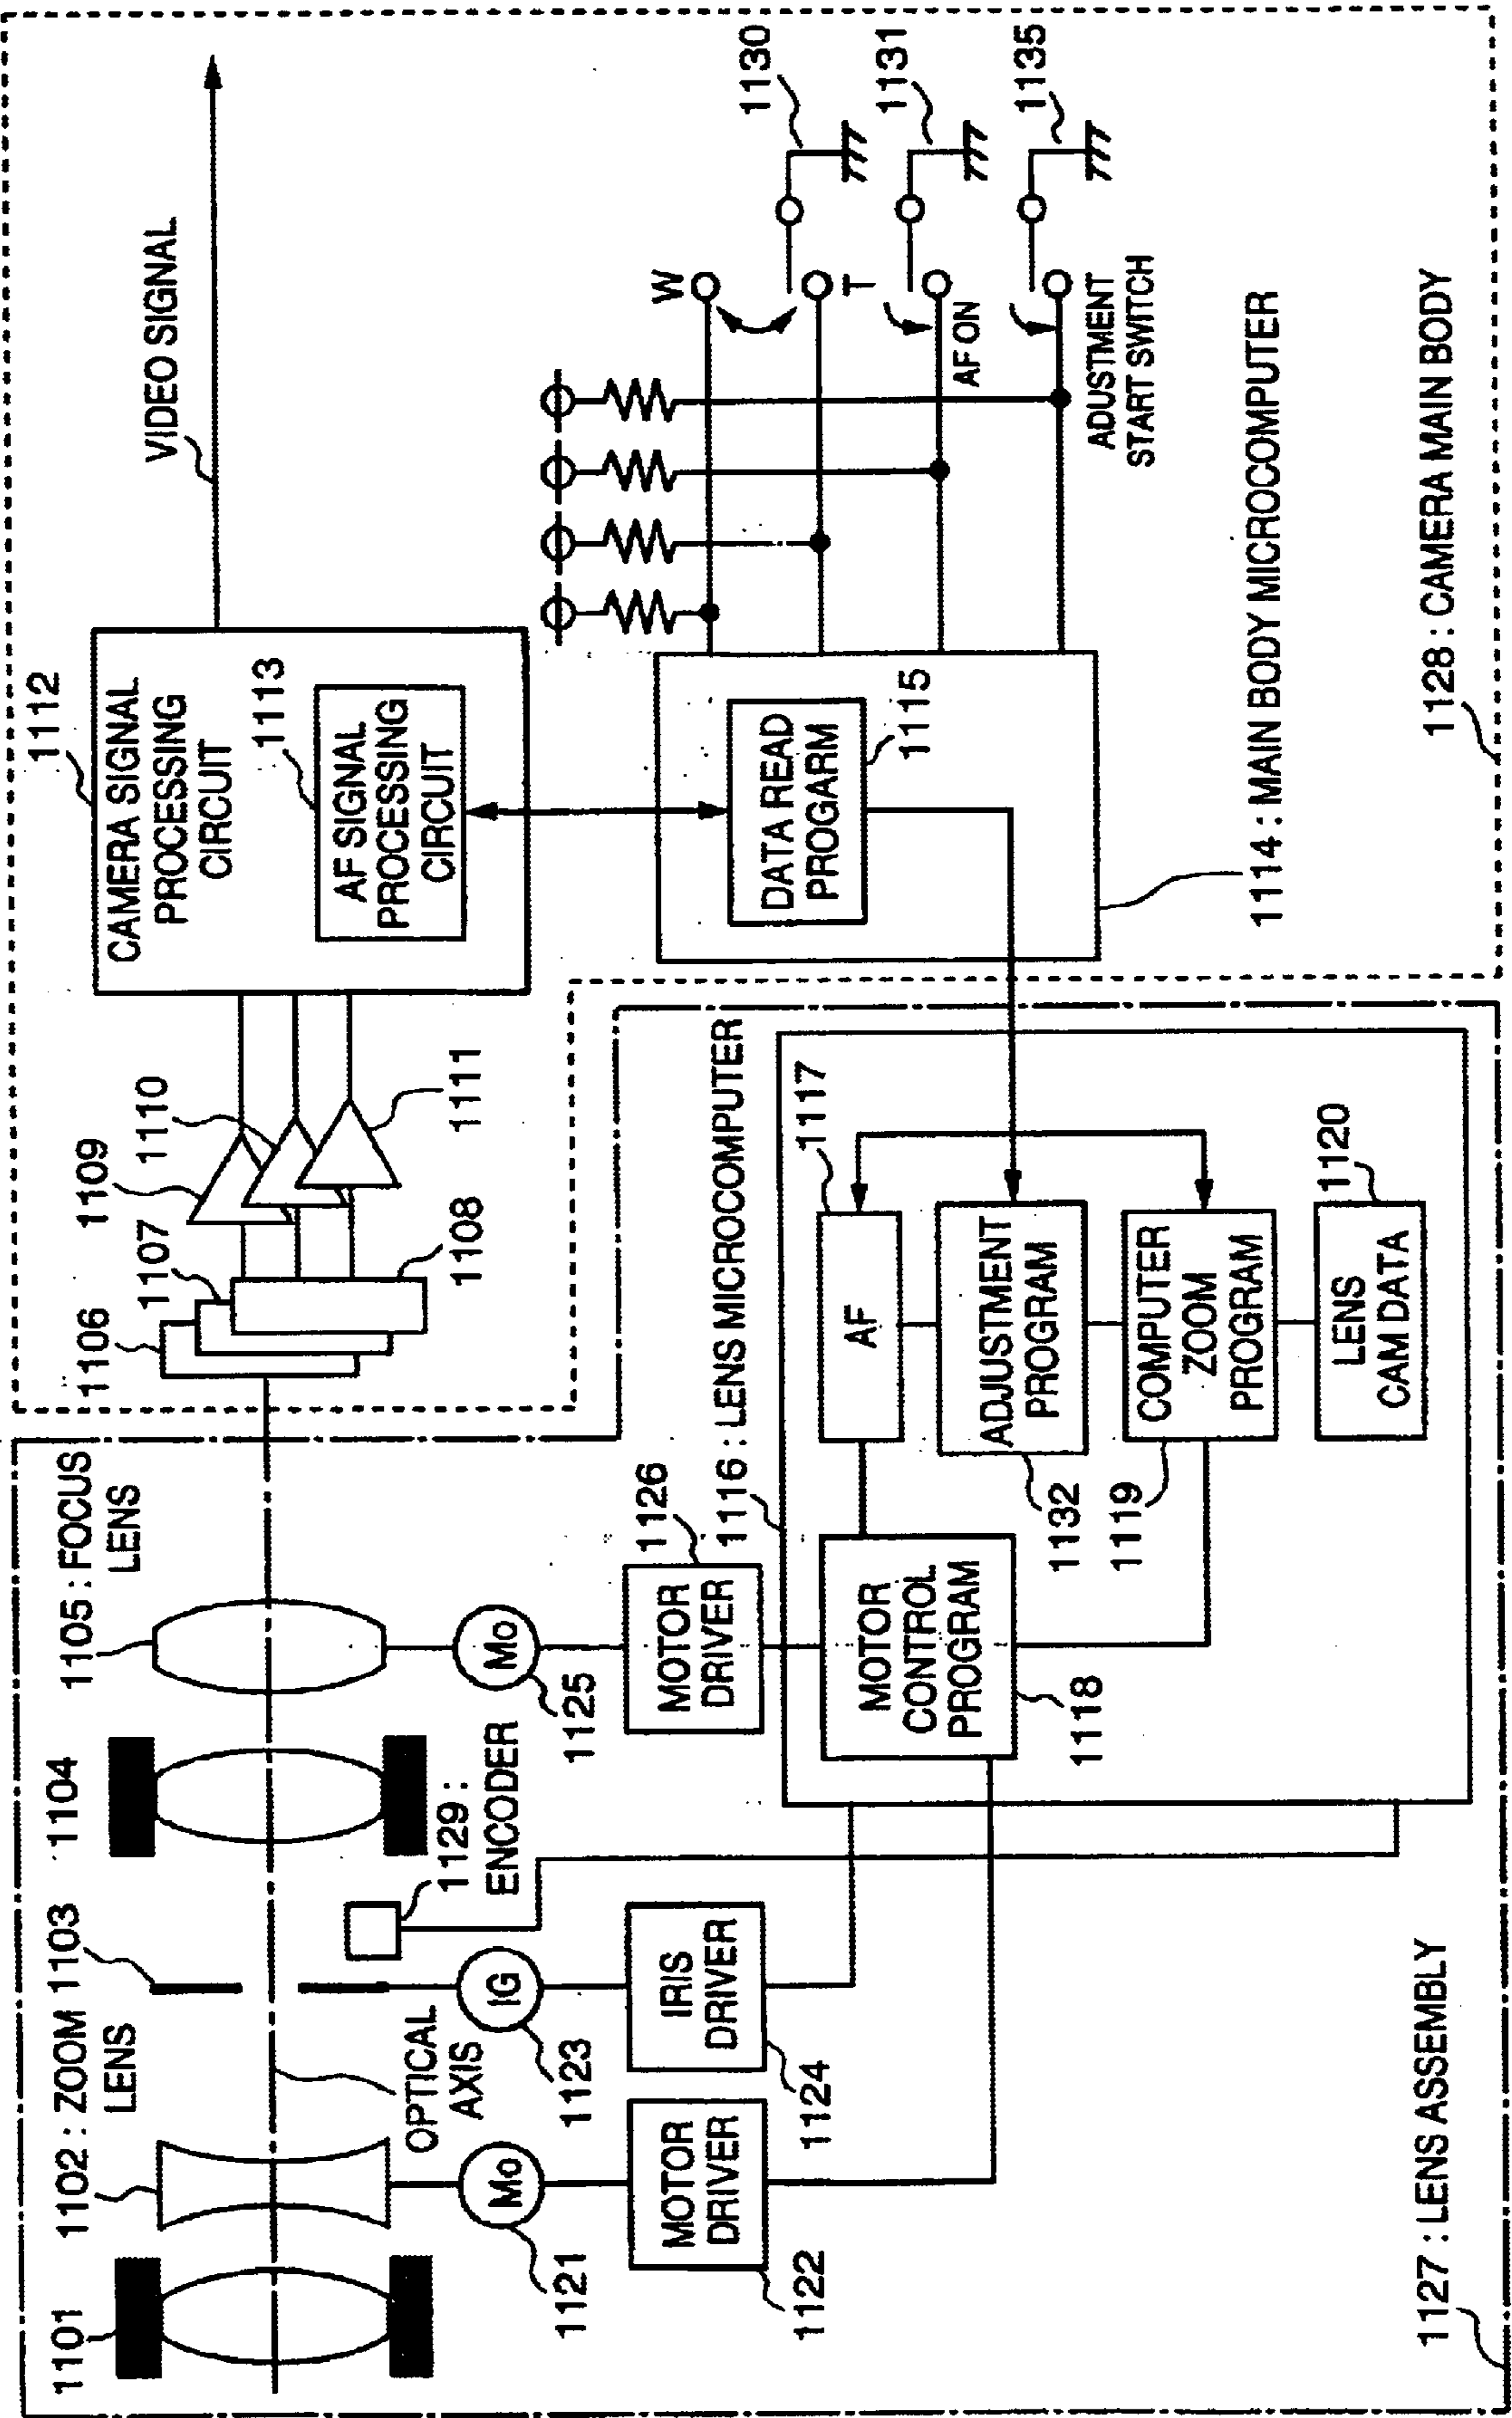 1101
1102 : ZOOM
LENS
1103
1104
1105 : FOCUS
LENS
1106
1107
1108
1109
1110
1111
1112
CAMERA SIGNAL
PROCESSING
CIRCUIT
1113
AF SIGNAL
PROCESSING
CIRCUIT
VIDEO SIGNAL
OPTICAL
AXIS
1129 :
ENCODER
Mo
1121
IG
1123
Mo
1125
MOTOR
DRIVER
1122
IRIS
DRIVER
1124
MOTOR
DRIVER
1126
1116 : LENS MICROCOMPUTER
MOTOR
CONTROL
PROGRAM
1118
AF
1117
ADJUSTMENT
PROGRAM
1132
COMPUTER
ZOOM
PROGRAM
1119
LENS
CAM DATA
1120
DATA READ
PROGARM
1115
1114 : MAIN BODY MICROCOMPUTER
W
T
1130
AF ON
1131
ADUSTMENT
START SWITCH
1135
1127 : LENS ASSEMBLY
1128 : CAMERA MAIN BODY